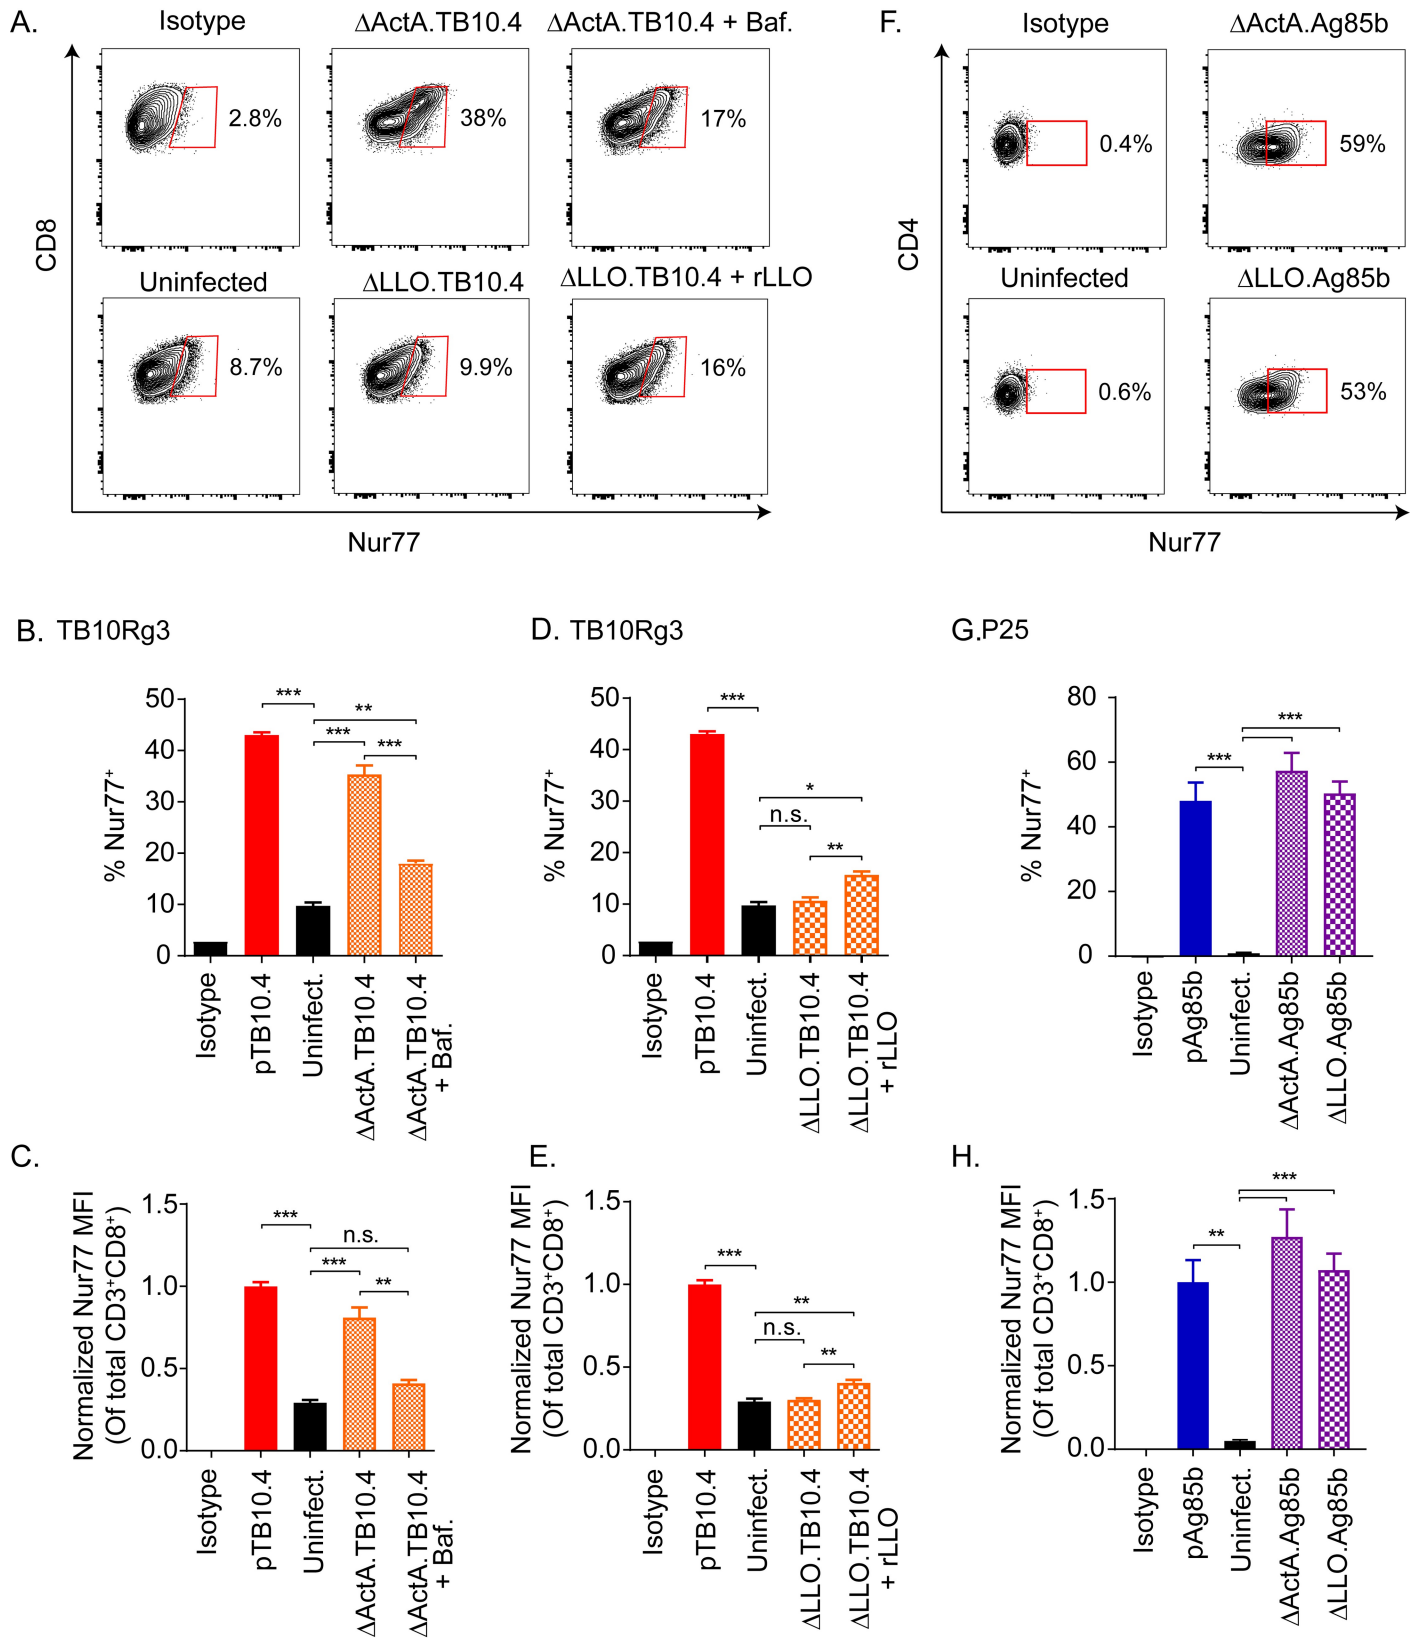 A.
Isotype
ΔActA.TB10.4
ΔActA.TB10.4 + Baf.
2.8%
38%
17%
CD8
Uninfected
ΔLLO.TB10.4
ΔLLO.TB10.4 + rLLO
8.7%
9.9%
16%
Nur77
F.
Isotype
ΔActA.Ag85b
0.4%
59%
CD4
Uninfected
ΔLLO.Ag85b
0.6%
53%
Nur77
B. TB10Rg3
% Nur77+
50
40
30
20
10
0
***
**
***
***
Isotype
pTB10.4
Uninfect.
ΔActA.TB10.4
ΔActA.TB10.4
+ Baf.
D. TB10Rg3
% Nur77+
50
40
30
20
10
0
***
*
n.s.
**
Isotype
pTB10.4
Uninfect.
ΔLLO.TB10.4
ΔLLO.TB10.4
+ rLLO
G.P25
% Nur77+
80
60
40
20
0
***
***
Isotype
pAg85b
Uninfect.
ΔActA.Ag85b
ΔLLO.Ag85b
C.
Normalized Nur77 MFI
(Of total CD3+CD8+)
1.5
1.0
0.5
0.0
***
n.s.
***
**
Isotype
pTB10.4
Uninfect.
ΔActA.TB10.4
ΔActA.TB10.4
+ Baf.
E.
Normalized Nur77 MFI
(Of total CD3+CD8+)
1.5
1.0
0.5
0.0
***
**
n.s.
**
Isotype
pTB10.4
Uninfect.
ΔLLO.TB10.4
ΔLLO.TB10.4
+ rLLO
H.
Normalized Nur77 MFI
(Of total CD3+CD8+)
1.5
1.0
0.5
0.0
***
**
Isotype
pAg85b
Uninfect.
ΔActA.Ag85b
ΔLLO.Ag85b